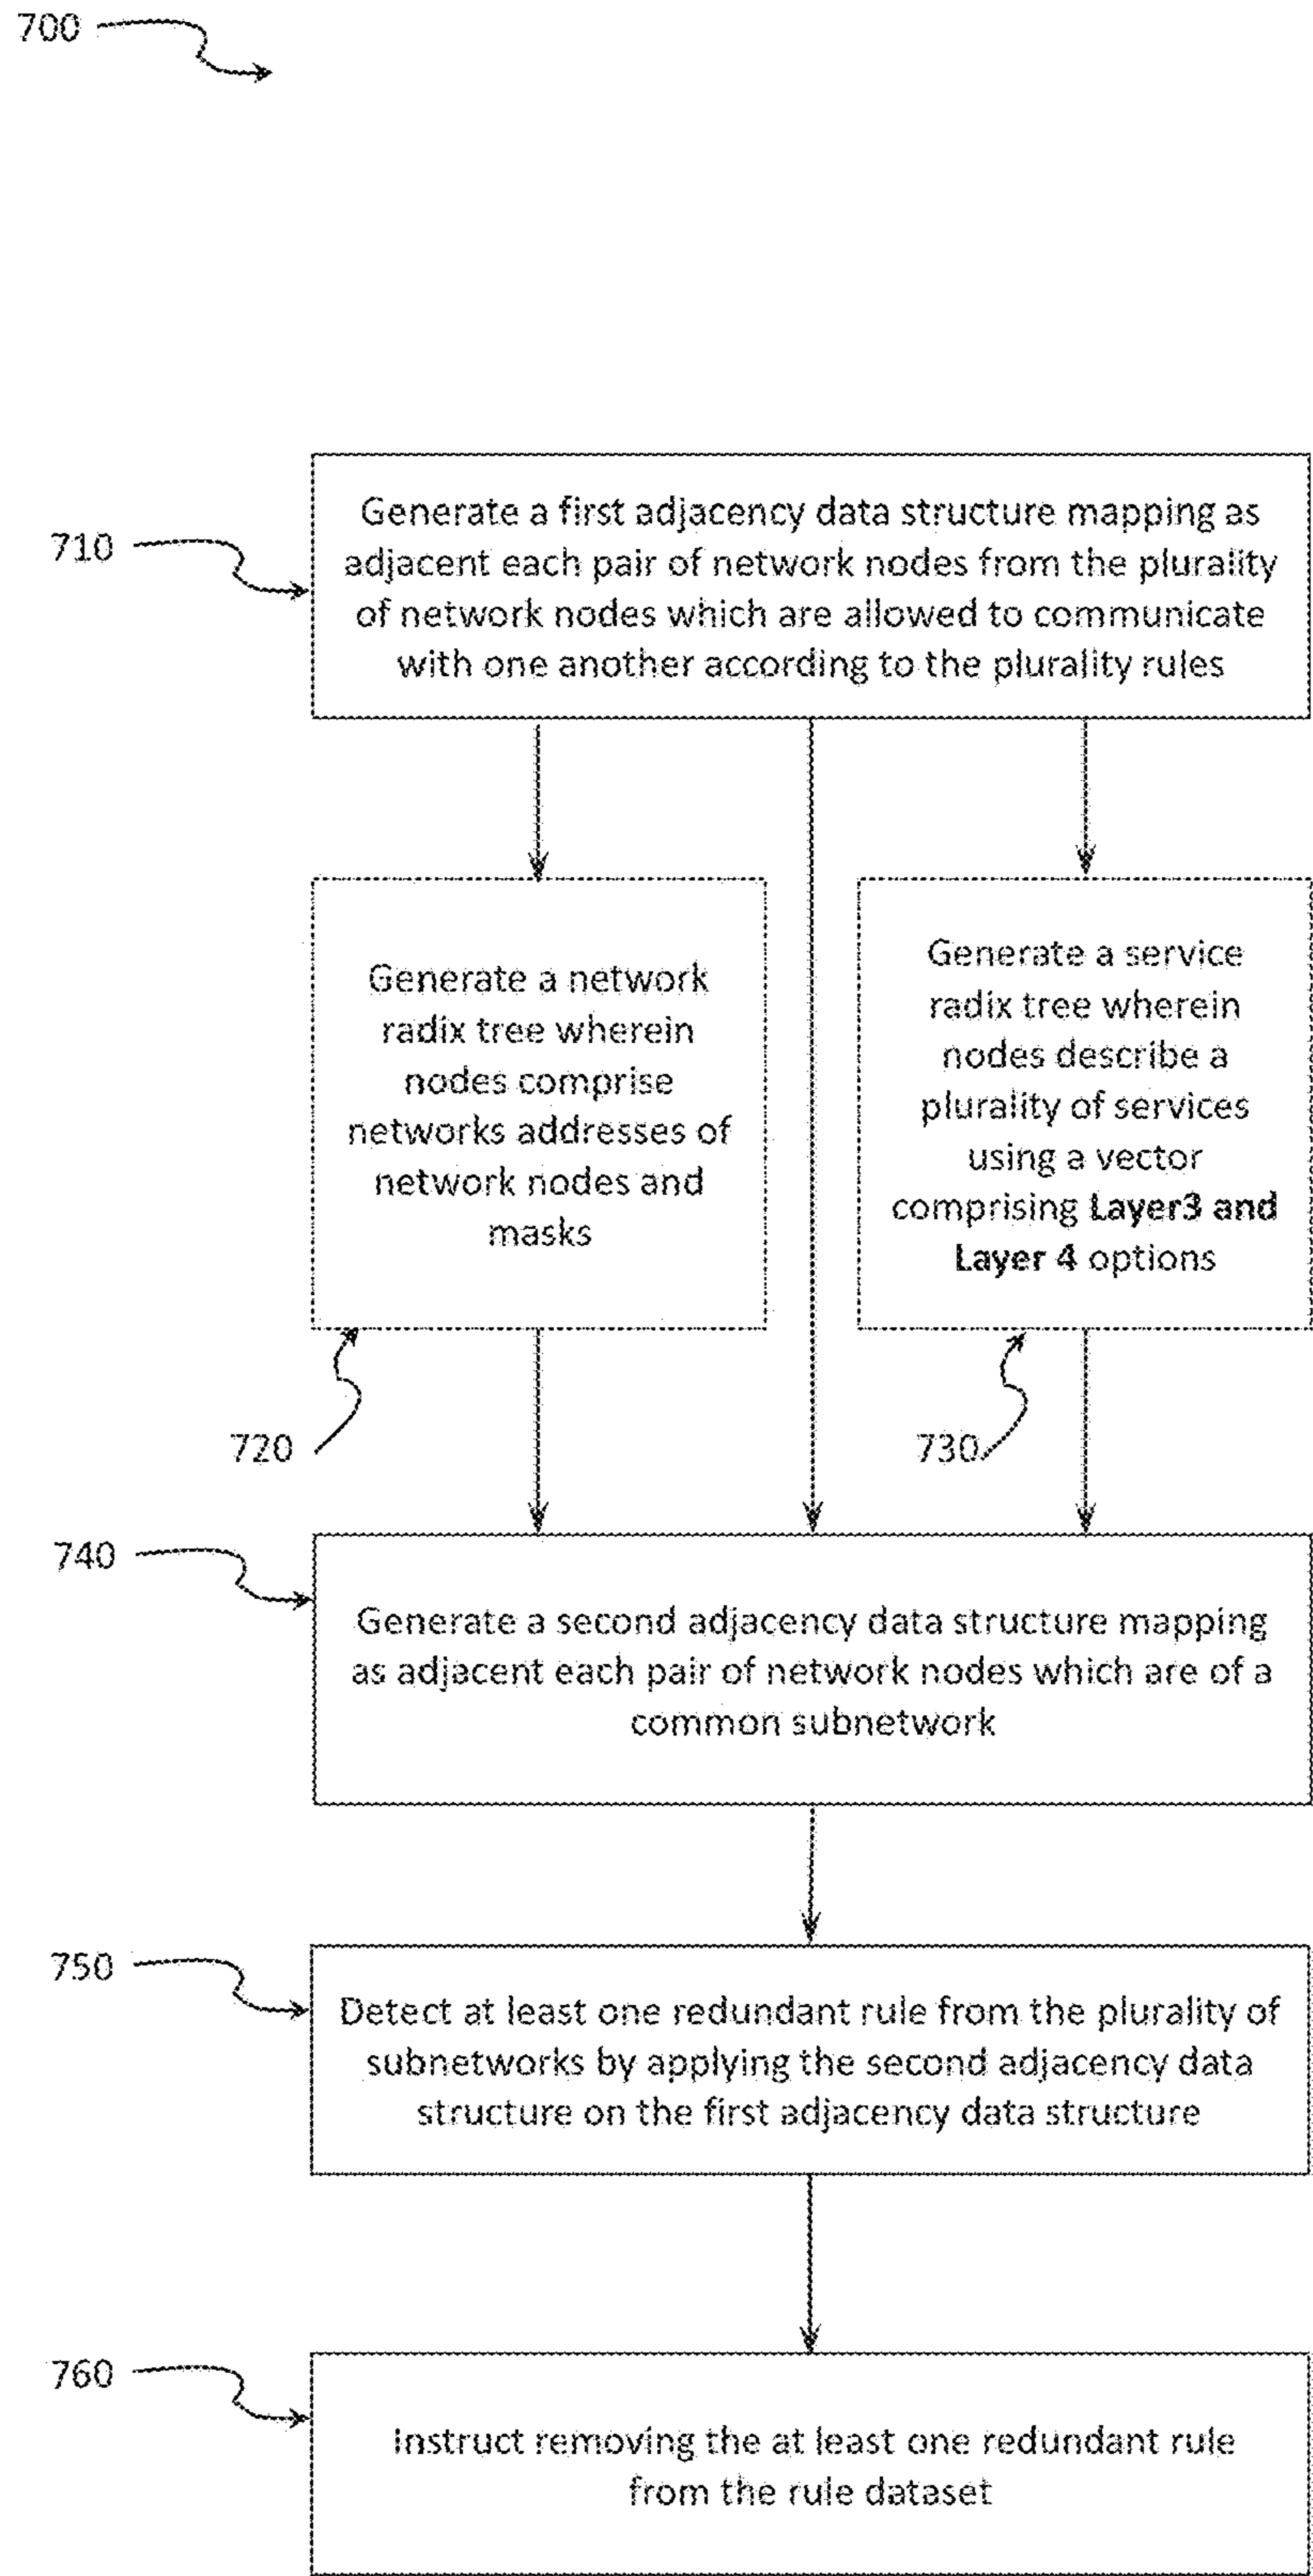 700
710
Generate a first adjacency data structure mapping as
adjacent each pair of network nodes from the plurality
of network nodes which are allowed to communicate
with one another according to the plurality rules
Generate a network
radix tree wherein
nodes comprise
networks addresses of
network nodes and
masks
720
Generate a service
radix tree wherein
nodes describe a
plurality of services
using a vector
comprising Layer3 and
Layer 4 options
730
740
Generate a second adjacency data structure mapping
as adjacent each pair of network nodes which are of a
common subnetwork
750
Detect at least one redundant rule from the plurality of
subnetworks by applying the second adjacency data
structure on the first adjacency data structure
760
Instruct removing the at least one redundant rule
from the rule dataset